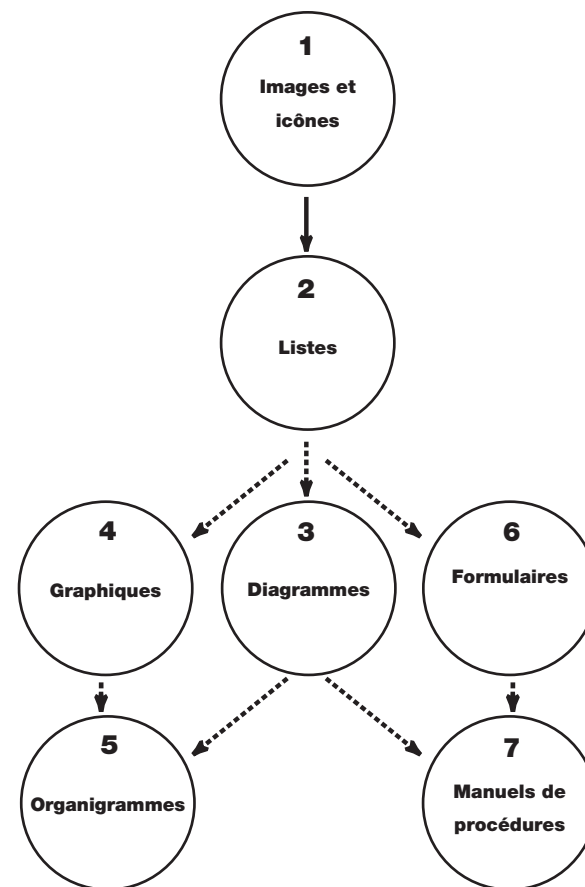 1
Images et
icônes
2
Listes
4
Graphiques
3
Diagrammes
6
Formulaires
5
Organigrammes
7
Manuels de
procédures